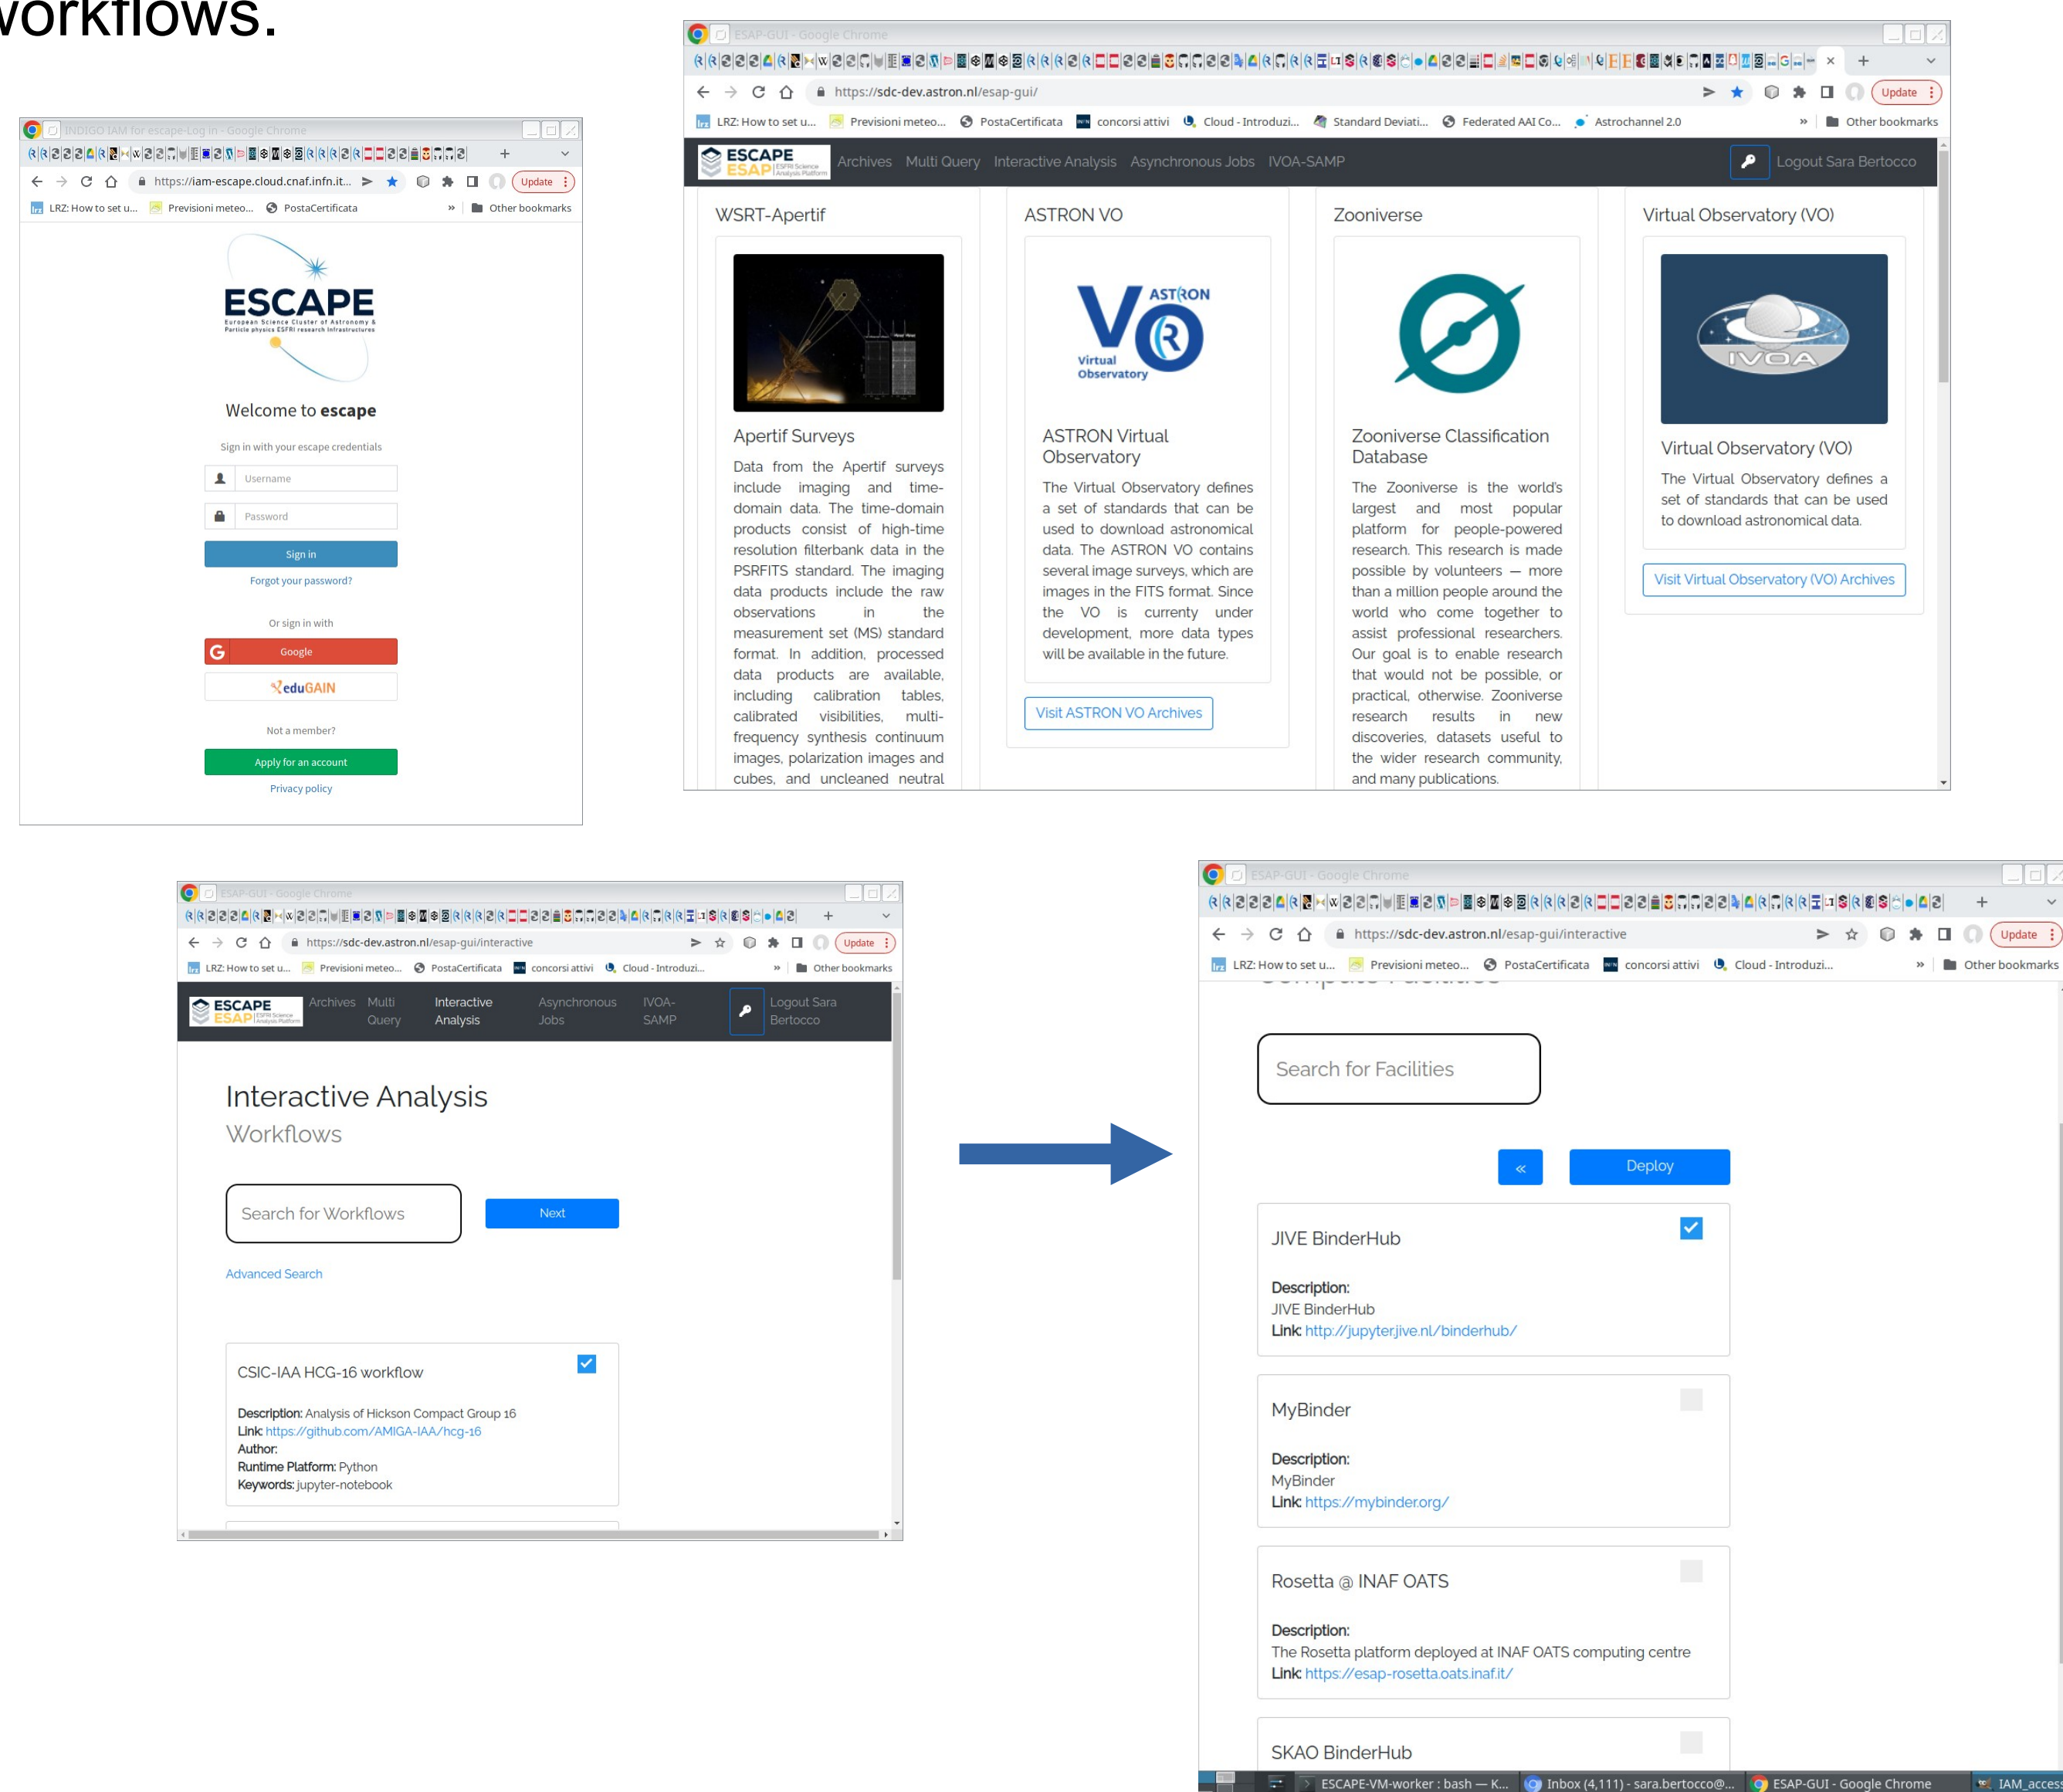 workflows.
INDIGO IAM for escape-Log in - Google Chrome
https://iam-escape.cloud.cnaf.infn.it...
Update
LRZ: How to set u...
Previsioni meteo...
PostaCertificata
»
Other bookmarks
ESCAPE
European Science Cluster of Astronomy &
Particle physics ESFRI research Infrastructures
Welcome to escape
Sign in with your escape credentials
Username
Password
Sign in
Forgot your password?
Or sign in with
G Google
eduGAIN
Not a member?
Apply for an account
Privacy policy
ESAP-GUI - Google Chrome
https://sdc-dev.astron.nl/esap-gui/
Update
LRZ: How to set u...
Previsioni meteo...
PostaCertificata
concorsi attivi
Cloud - Introduzi...
Standard Deviati...
Federated AAI Co...
Astrochannel 2.0
»
Other bookmarks
ESCAPE
ESAP ESFRI Science
Analysis Platform
Archives
Multi Query
Interactive Analysis
Asynchronous Jobs
IVOA-SAMP
Logout Sara Bertocco
WSRT-Apertif
Apertif Surveys
Data from the Apertif surveys
include imaging and time-
domain data. The time-domain
products consist of high-time
resolution filterbank data in the
PSRFITS standard. The imaging
data products include the raw
observations in the
measurement set (MS) standard
format. In addition, processed
data products are available,
including calibration tables,
calibrated visibilities, multi-
frequency synthesis continuum
images, polarization images and
cubes, and uncleaned neutral
ASTRON VO
ASTRON
VO
R
Virtual
Observatory
ASTRON Virtual
Observatory
The Virtual Observatory defines
a set of standards that can be
used to download astronomical
data. The ASTRON VO contains
several image surveys, which are
images in the FITS format. Since
the VO is currenty under
development, more data types
will be available in the future.
Visit ASTRON VO Archives
Zooniverse
Zooniverse Classification
Database
The Zooniverse is the world's
largest and most popular
platform for people-powered
research. This research is made
possible by volunteers — more
than a million people around the
world who come together to
assist professional researchers.
Our goal is to enable research
that would not be possible, or
practical, otherwise. Zooniverse
research results in new
discoveries, datasets useful to
the wider research community,
and many publications.
Virtual Observatory (VO)
IVOA
Virtual Observatory (VO)
The Virtual Observatory defines a
set of standards that can be used
to download astronomical data.
Visit Virtual Observatory (VO) Archives
ESAP-GUI - Google Chrome
https://sdc-dev.astron.nl/esap-gui/interactive
Update
LRZ: How to set u...
Previsioni meteo...
PostaCertificata
concorsi attivi
Cloud - Introduzi...
»
Other bookmarks
ESCAPE
ESAP ESFRI Science
Analysis Platform
Archives
Multi
Query
Interactive
Analysis
Asynchronous
Jobs
IVOA-
SAMP
Logout Sara
Bertocco
Interactive Analysis
Workflows
Search for Workflows
Next
Advanced Search
CSIC-IAA HCG-16 workflow
Description: Analysis of Hickson Compact Group 16
Link: https://github.com/AMIGA-IAA/hcg-16
Author:
Runtime Platform: Python
Keywords: jupyter-notebook
ESAP-GUI - Google Chrome
https://sdc-dev.astron.nl/esap-gui/interactive
Update
LRZ: How to set u...
Previsioni meteo...
PostaCertificata
concorsi attivi
Cloud - Introduzi...
»
Other bookmarks
Compute Facilities
Search for Facilities
«
Deploy
JIVE BinderHub
Description:
JIVE BinderHub
Link: http://jupyter.jive.nl/binderhub/
MyBinder
Description:
MyBinder
Link: https://mybinder.org/
Rosetta @ INAF OATS
Description:
The Rosetta platform deployed at INAF OATS computing centre
Link: https://esap-rosetta.oats.inaf.it/
SKAO BinderHub
ESCAPE-VM-worker : bash — K...
Inbox (4,111) - sara.bertocco@...
ESAP-GUI - Google Chrome
IAM_access